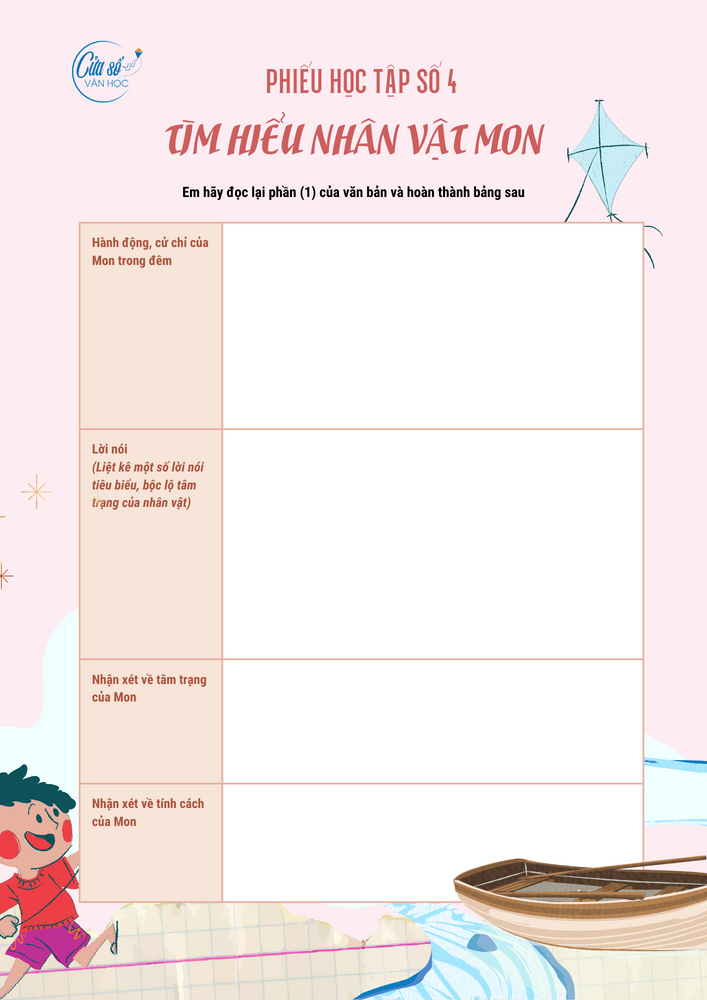 Cửa sổ
VĂN HỌC
PHIẾU HỌC TẬP SỐ 4
TÌM HIỂU NHÂN VẬT MON
Em hãy đọc lại phần (1) của văn bản và hoàn thành bảng sau
Hành động, cử chỉ của
Mon trong đêm
Lời nói
(Liệt kê một số lời nói
tiêu biểu, bộc lộ tâm
trạng của nhân vật)
Nhận xét về tâm trạng
của Mon
Nhận xét về tính cách
của Mon